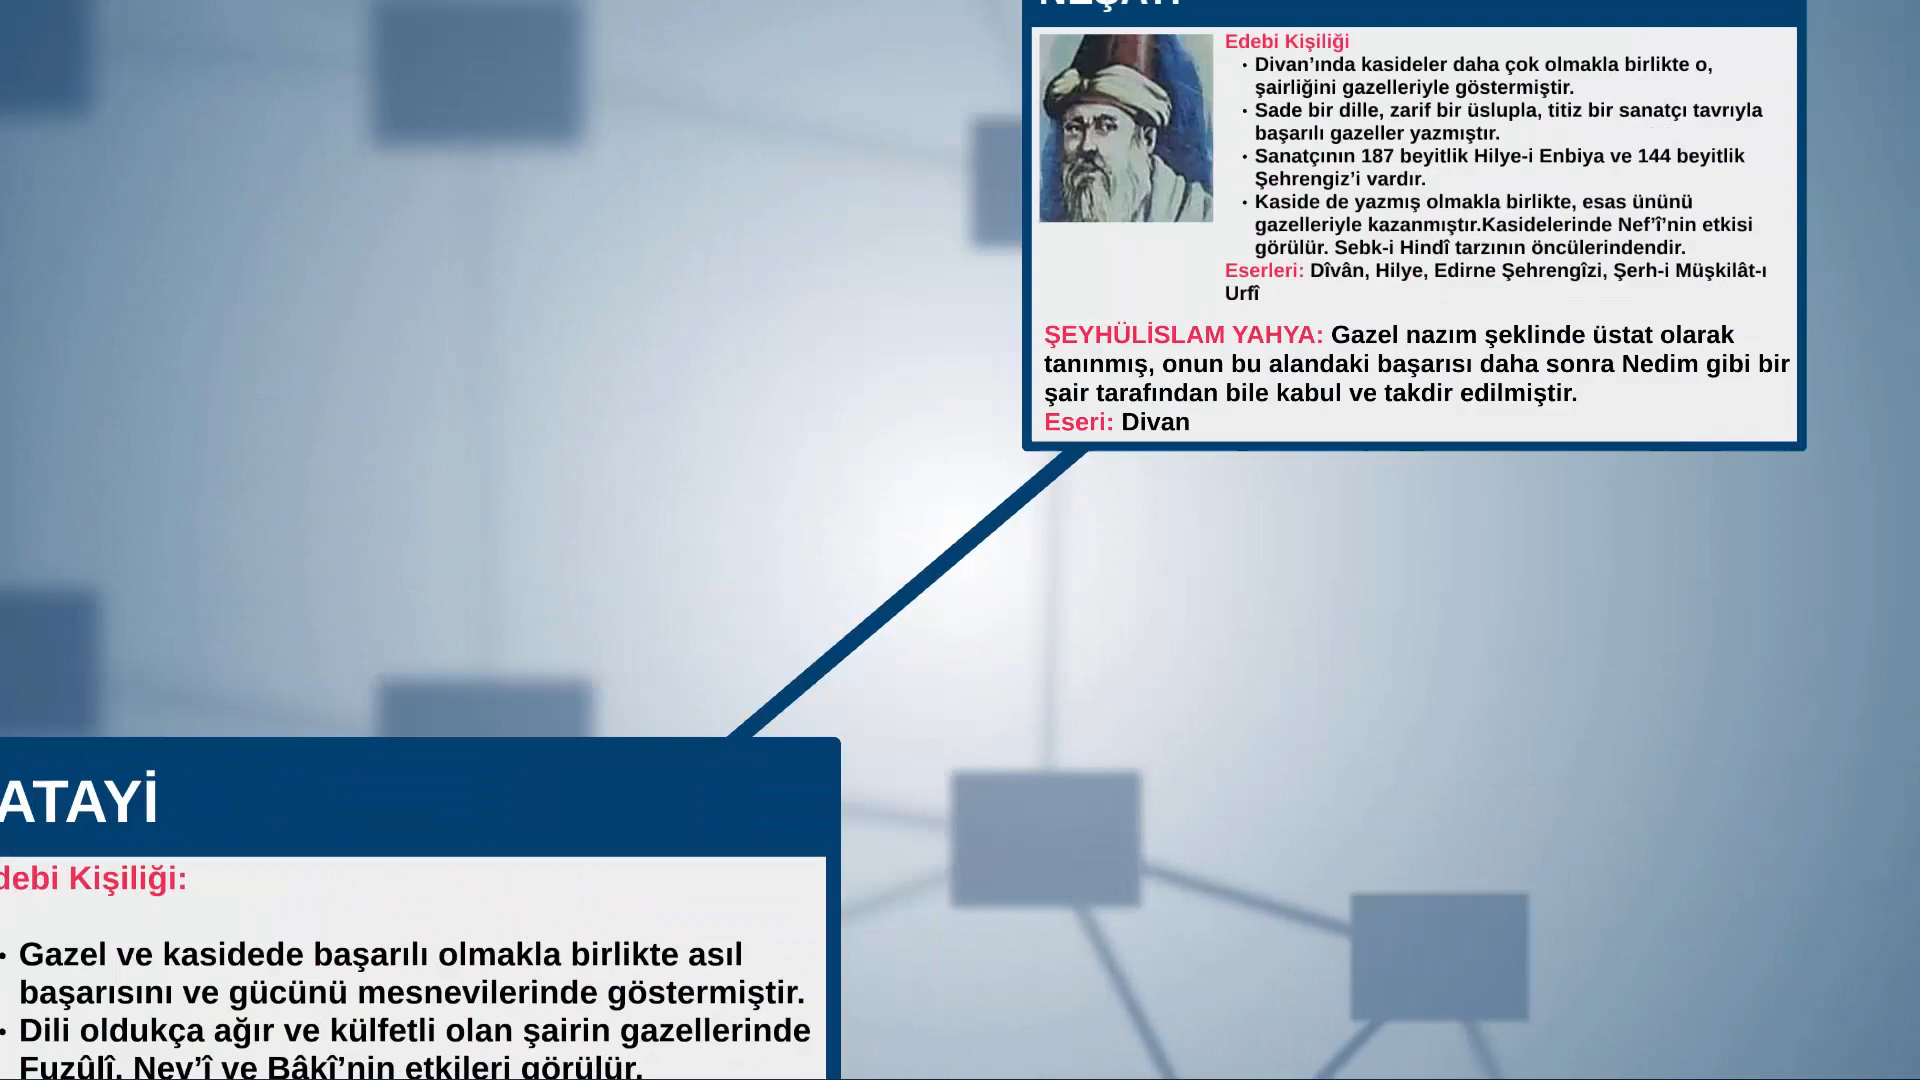 NEŞATİ
Edebi Kişiliği
• Divan’ında kasideler daha çok olmakla birlikte o,
şairliğini gazelleriyle göstermiştir.
• Sade bir dille, zarif bir üslupla, titiz bir sanatçı tavrıyla
başarılı gazeller yazmıştır.
• Sanatçının 187 beyitlik Hilye-i Enbiya ve 144 beyitlik
Şehrengiz’i vardır.
• Kaside de yazmış olmakla birlikte, esas ününü
gazelleriyle kazanmıştır.Kasidelerinde Nef’î’nin etkisi
görülür. Sebk-i Hindî tarzının öncülerindendir.
Eserleri: Dîvân, Hilye, Edirne Şehrengîzi, Şerh-i Müşkilât-ı
Urfî
ŞEYHÜLİSLAM YAHYA: Gazel nazım şeklinde üstat olarak
tanınmış, onun bu alandaki başarısı daha sonra Nedim gibi bir
şair tarafından bile kabul ve takdir edilmiştir.
Eseri: Divan
ATAYİ
debi Kişiliği:
• Gazel ve kasidede başarılı olmakla birlikte asıl
başarısını ve gücünü mesnevilerinde göstermiştir.
• Dili oldukça ağır ve külfetli olan şairin gazellerinde
Fuzûlî, Nev’î ve Bâkî’nin etkileri görülür.